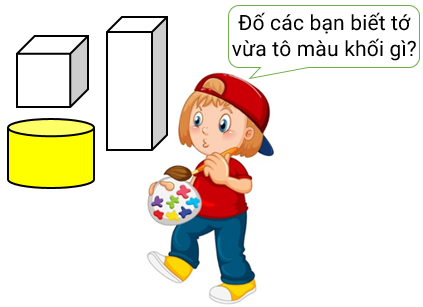 Đố các bạn biết tớ
vừa tô màu khối gì?